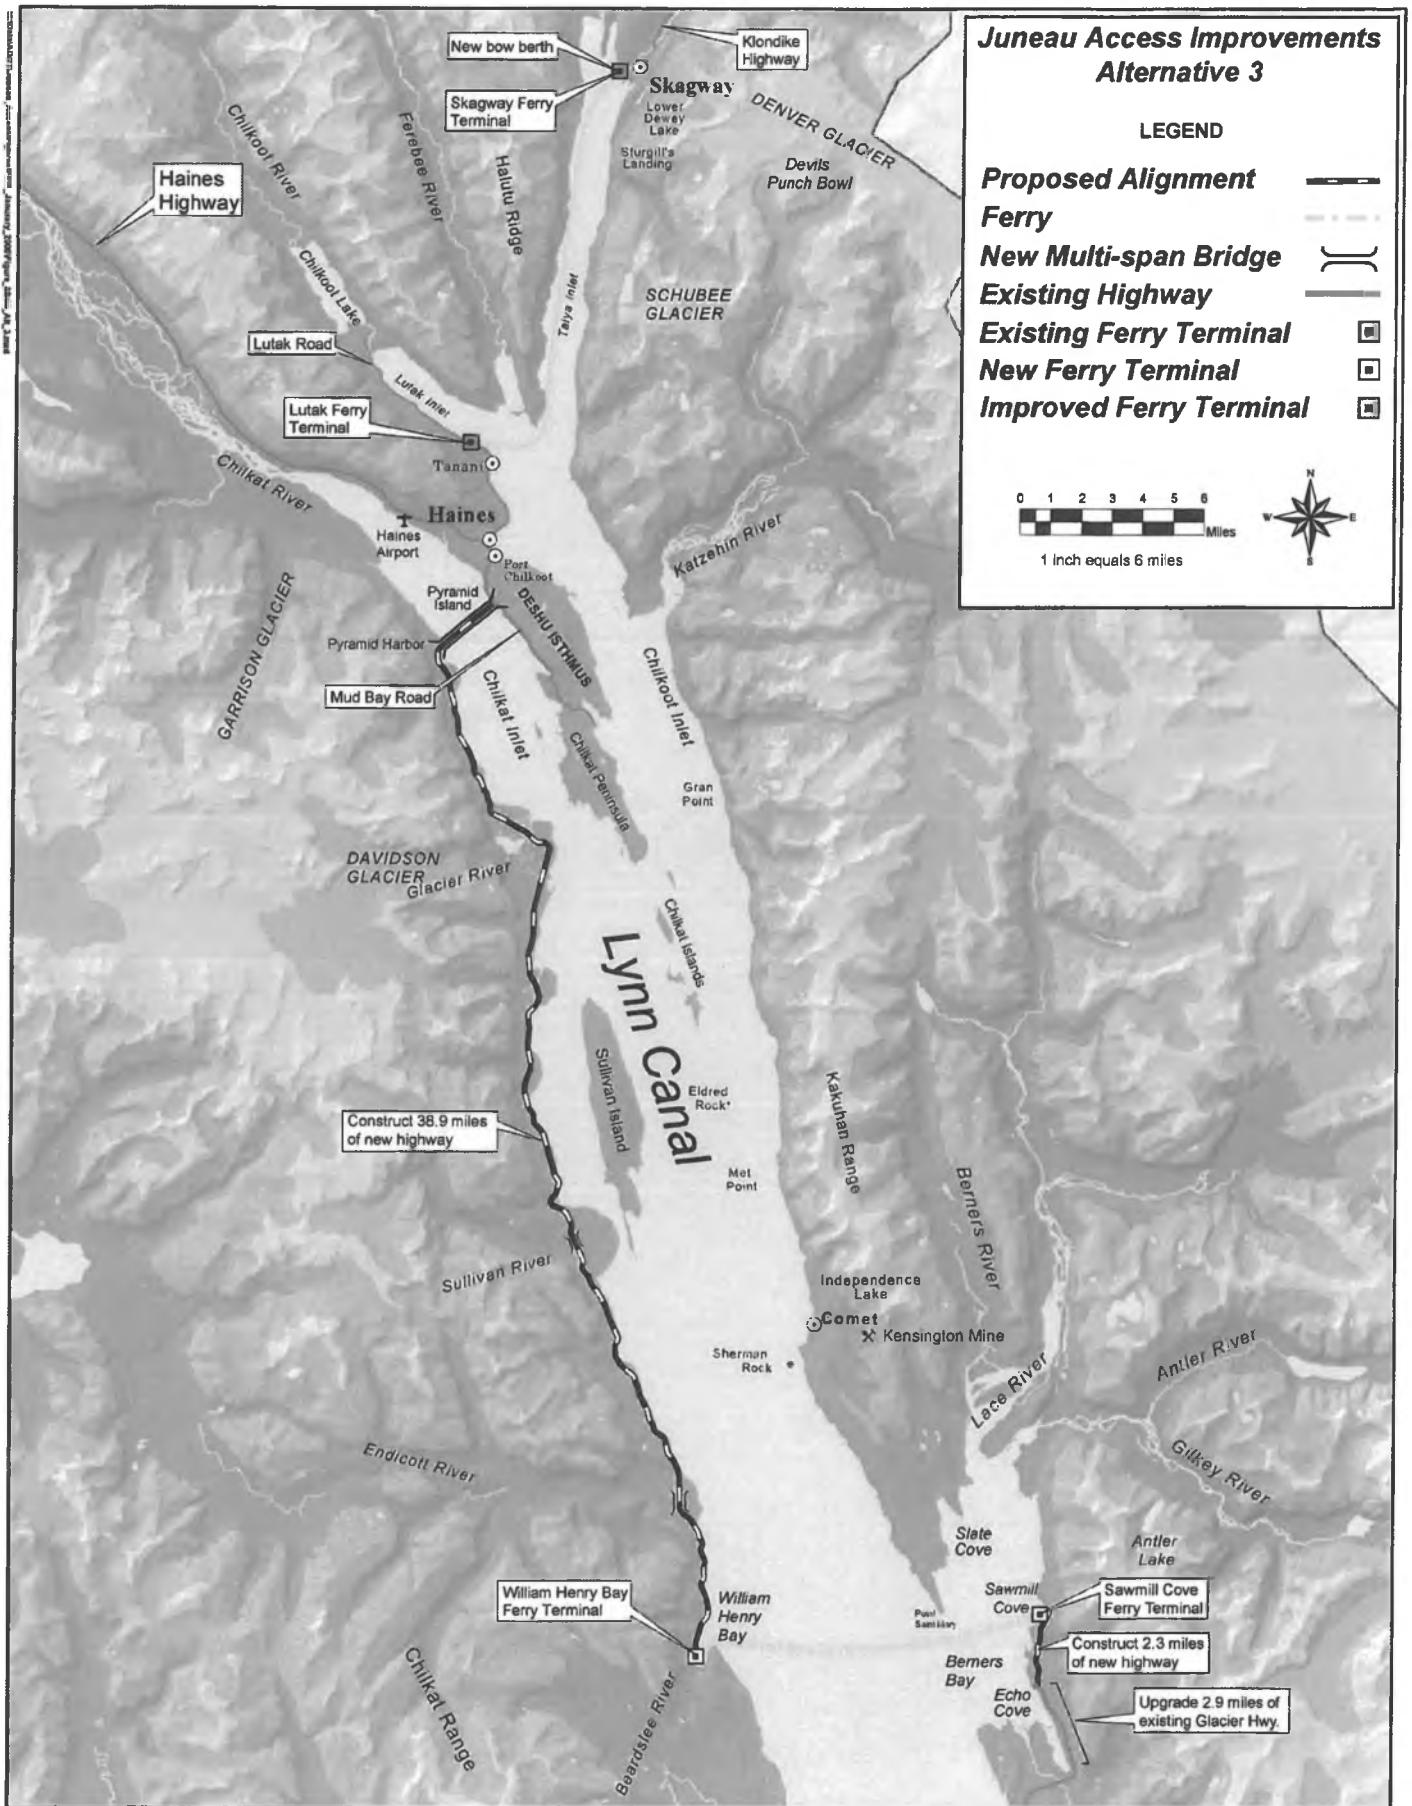 Juneau Access Improvements
Alternative 3
LEGEND
Proposed Alignment
Ferry
New Multi-span Bridge
Existing Highway
Existing Ferry Terminal
New Ferry Terminal
Improved Ferry Terminal
0 1 2 3 4 5 6
Miles
1 inch equals 6 miles
N
W
E
S
New bow berth
Klondike
Highway
Skagway
Skagway Ferry
Terminal
Lower
Dewey
Lake
DENVER GLACIER
Sturgill's
Landing
Devils
Punch Bowl
Chilkoot River
Ferebee River
Halutu Ridge
Haines
Highway
Chilkoot Lake
Taiya Inlet
SCHUBEE
GLACIER
Lutak Road
Lutak Inlet
Lutak Ferry
Terminal
Tanani
Chilkat River
Haines
Haines
Airport
Port
Chilkoot
Katzehin River
Pyramid
Island
DESHU ISTHMUS
GARRISON GLACIER
Pyramid Harbor
Mud Bay Road
Chilkat Inlet
Chilkoot Inlet
Chilkat Peninsula
Gran
Point
DAVIDSON
GLACIER
Glacier River
Chilkat Islands
Lynn Canal
Sullivan Island
Eldred
Rock
Kakuhan Range
Construct 38.9 miles
of new highway
Met
Point
Berners River
Sullivan River
Independence
Lake
Comet
Kensington Mine
Sherman
Rock
Lace River
Antler River
Endicott River
Gilkey River
Slate
Cove
Antler
Lake
William Henry Bay
Ferry Terminal
William
Henry
Bay
Sawmill
Cove
Sawmill Cove
Ferry Terminal
Point
Construct 2.3 miles
of new highway
Berners
Bay
Echo
Cove
Upgrade 2.9 miles of
existing Glacier Hwy.
Chilkat Range
Beardslee River